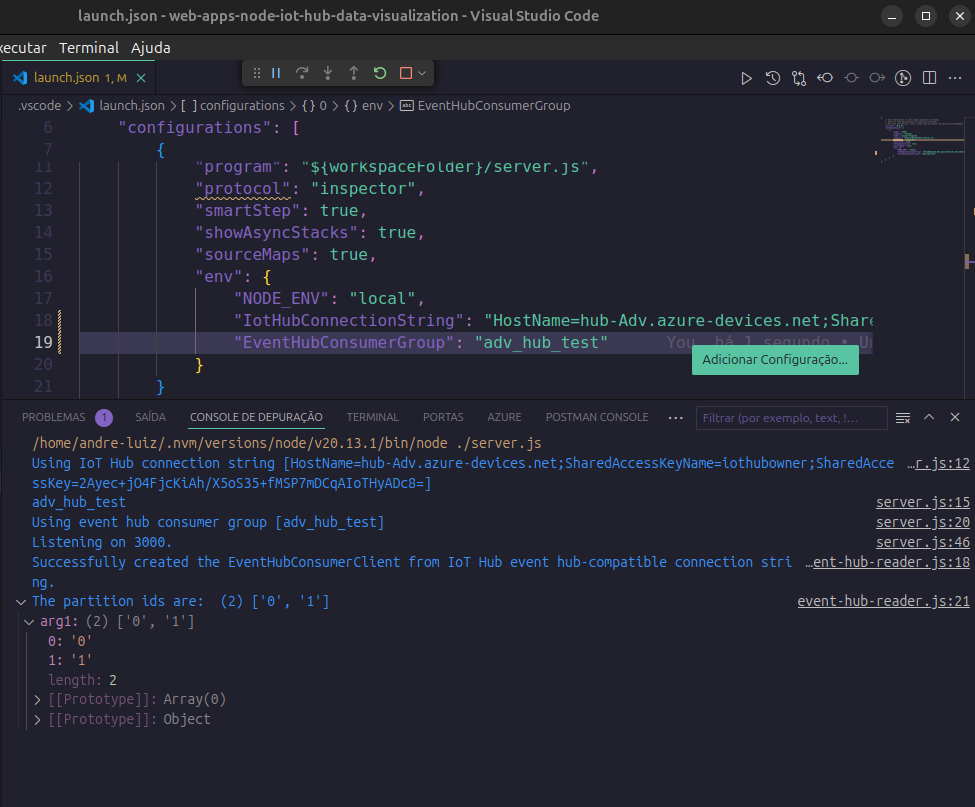 launch.json - web-apps-node-iot-hub-data-visualization - Visual Studio Code
xecutar Terminal Ajuda
launch.json 1, M
.vscode > launch.json > [ ] configurations > { } 0 > { } env > abc EventHubConsumerGroup
6 "configurations": [
7 {
11 "program": "${workspaceFolder}/server.js",
12 "protocol": "inspector",
13 "smartStep": true,
14 "showAsyncStacks": true,
15 "sourceMaps": true,
16 "env": {
17 "NODE_ENV": "local",
18 "IotHubConnectionString": "HostName=hub-Adv.azure-devices.net;Share
19 "EventHubConsumerGroup": "adv_hub_test" You, há 1 segundo • Un
20 }
21 }
Adicionar Configuração...
PROBLEMAS 1 SAÍDA CONSOLE DE DEPURAÇÃO TERMINAL PORTAS AZURE POSTMAN CONSOLE ··· Filtrar (por exemplo, text, !...
/home/andre-luiz/.nvm/versions/node/v20.13.1/bin/node ./server.js
Using IoT Hub connection string [HostName=hub-Adv.azure-devices.net;SharedAccessKeyName=iothubowner;SharedAcce …r.js:12
ssKey=2Ayec+jO4FjcKiAh/X5oS35+fMSP7mDCqAIoTHyADc8=]
adv_hub_test server.js:15
Using event hub consumer group [adv_hub_test] server.js:20
Listening on 3000. server.js:46
Successfully created the EventHubConsumerClient from IoT Hub event hub-compatible connection stri …ent-hub-reader.js:18
ng.
The partition ids are: (2) ['0', '1'] event-hub-reader.js:21
arg1: (2) ['0', '1']
0: '0'
1: '1'
length: 2
[[Prototype]]: Array(0)
[[Prototype]]: Object